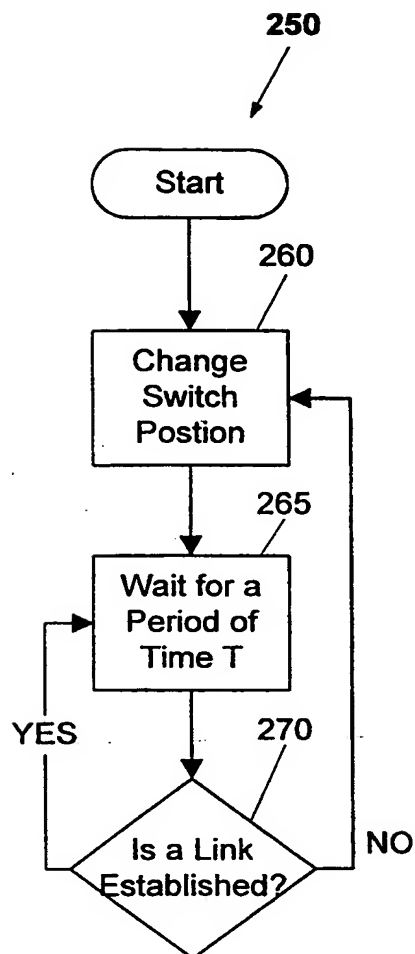 250
Start
260
Change
Switch
Postion
265
Wait for a
Period of
Time T
YES
270
Is a Link
Established?
NO